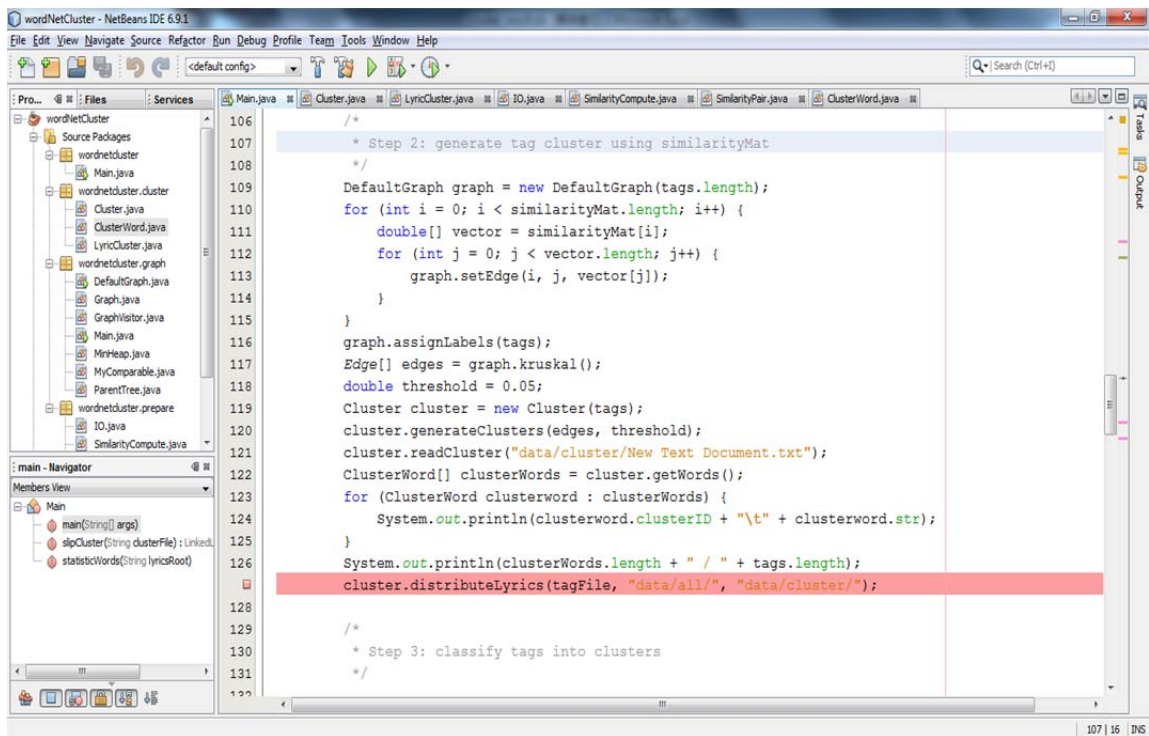 wordNetCluster - NetBeans IDE 6.9.1
File Edit View Navigate Source Refactor Run Debug Profile Team Tools Window Help
<default config>
Search (Ctrl+I)
Pro... Files Services
Main.java Cluster.java LyricCluster.java IO.java SimilarityCompute.java SimilarityPair.java ClusterWord.java
wordNetCluster
Source Packages
wordnetcluster
Main.java
wordnetcluster.cluster
Cluster.java
ClusterWord.java
LyricCluster.java
wordnetcluster.graph
DefaultGraph.java
Graph.java
GraphVisitor.java
Main.java
MinHeap.java
MyComparable.java
ParentTree.java
wordnetcluster.prepare
IO.java
SimilarityCompute.java
main - Navigator
Members View
Main
main(String[] args)
slipCluster(String clusterFile) : LinkedL
statisticWords(String lyricsRoot)
106 /*
107 * Step 2: generate tag cluster using similarityMat
108 */
109 DefaultGraph graph = new DefaultGraph(tags.length);
110 for (int i = 0; i < similarityMat.length; i++) {
111 double[] vector = similarityMat[i];
112 for (int j = 0; j < vector.length; j++) {
113 graph.setEdge(i, j, vector[j]);
114 }
115 }
116 graph.assignLabels(tags);
117 Edge[] edges = graph.kruskal();
118 double threshold = 0.05;
119 Cluster cluster = new Cluster(tags);
120 cluster.generateClusters(edges, threshold);
121 cluster.readCluster("data/cluster/New Text Document.txt");
122 ClusterWord[] clusterWords = cluster.getWords();
123 for (ClusterWord clusterword : clusterWords) {
124 System.out.println(clusterword.clusterID + "\t" + clusterword.str);
125 }
126 System.out.println(clusterWords.length + " / " + tags.length);
cluster.distributeLyrics(tagFile, "data/all/", "data/cluster/");
128
129 /*
130 * Step 3: classify tags into clusters
131 */
132
Tasks
Output
107 | 16 INS